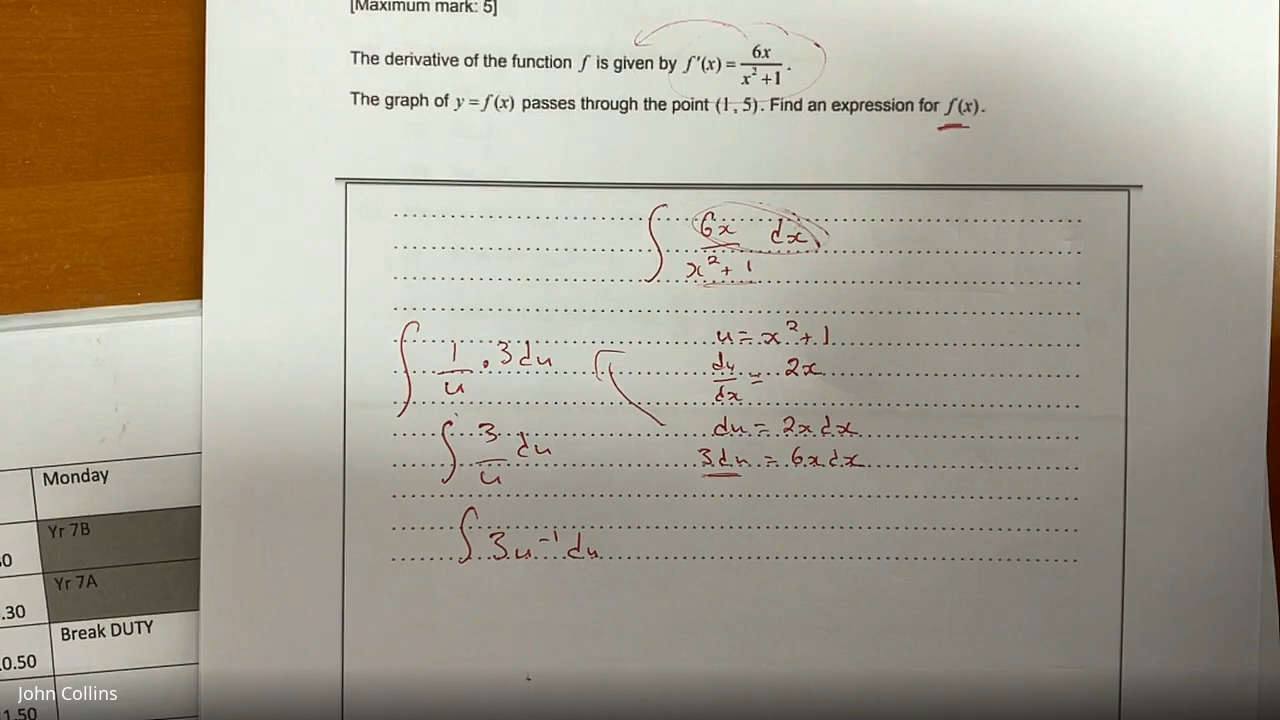 [Maximum mark: 5]
The derivative of the function f is given by f'(x) = 6x / (x² + 1).
The graph of y = f(x) passes through the point (1, 5). Find an expression for f(x).
∫ 6x / (x² + 1) dx
u = x² + 1
∫ 1/u . 3du
du/dx = 2x
du = 2x dx
∫ 3/u du
3du = 6x dx
∫ 3u⁻¹ du
Monday
Yr 7B
Yr 7A
.30
Break DUTY
0.50
1.50
John Collins